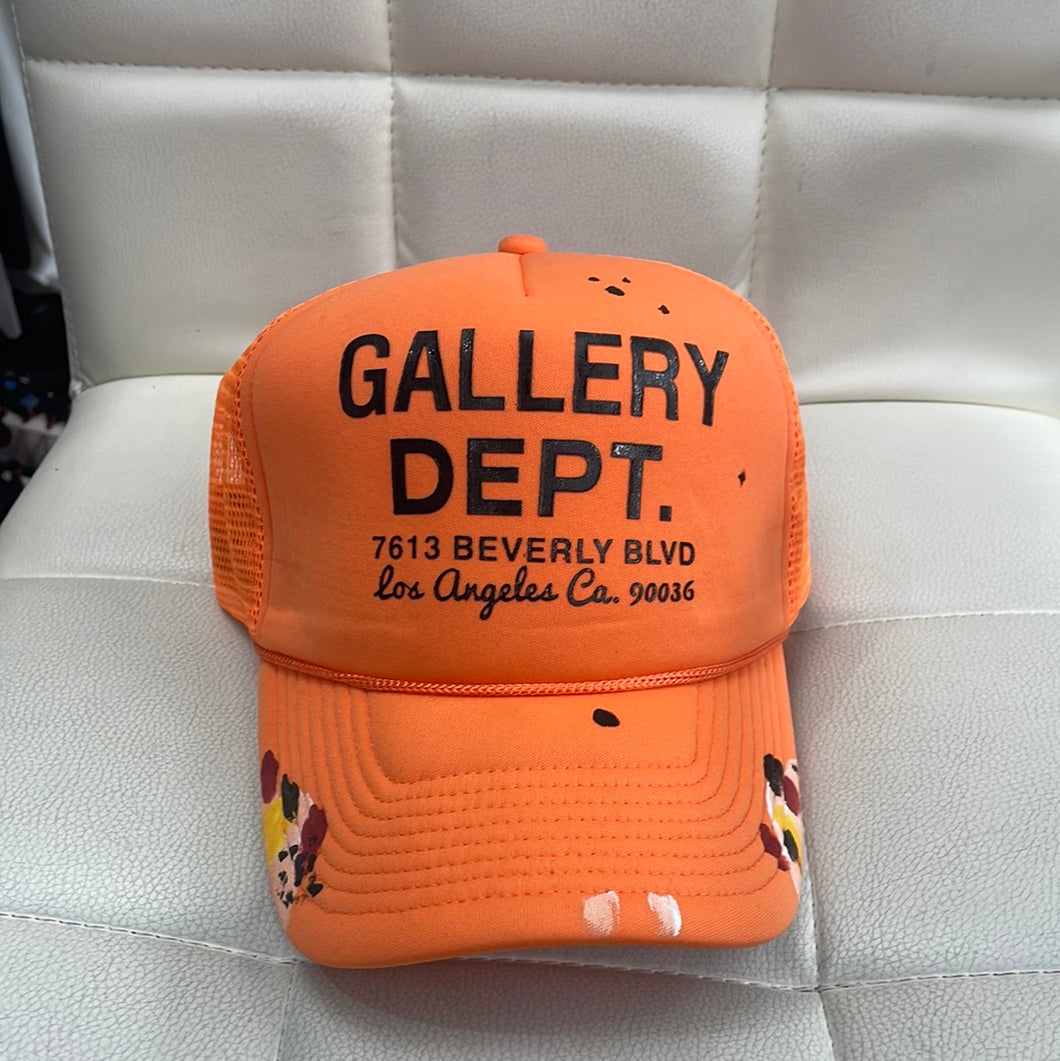 GALLERY
DEPT.
7613 BEVERLY BLVD
Los Angeles Ca. 90036